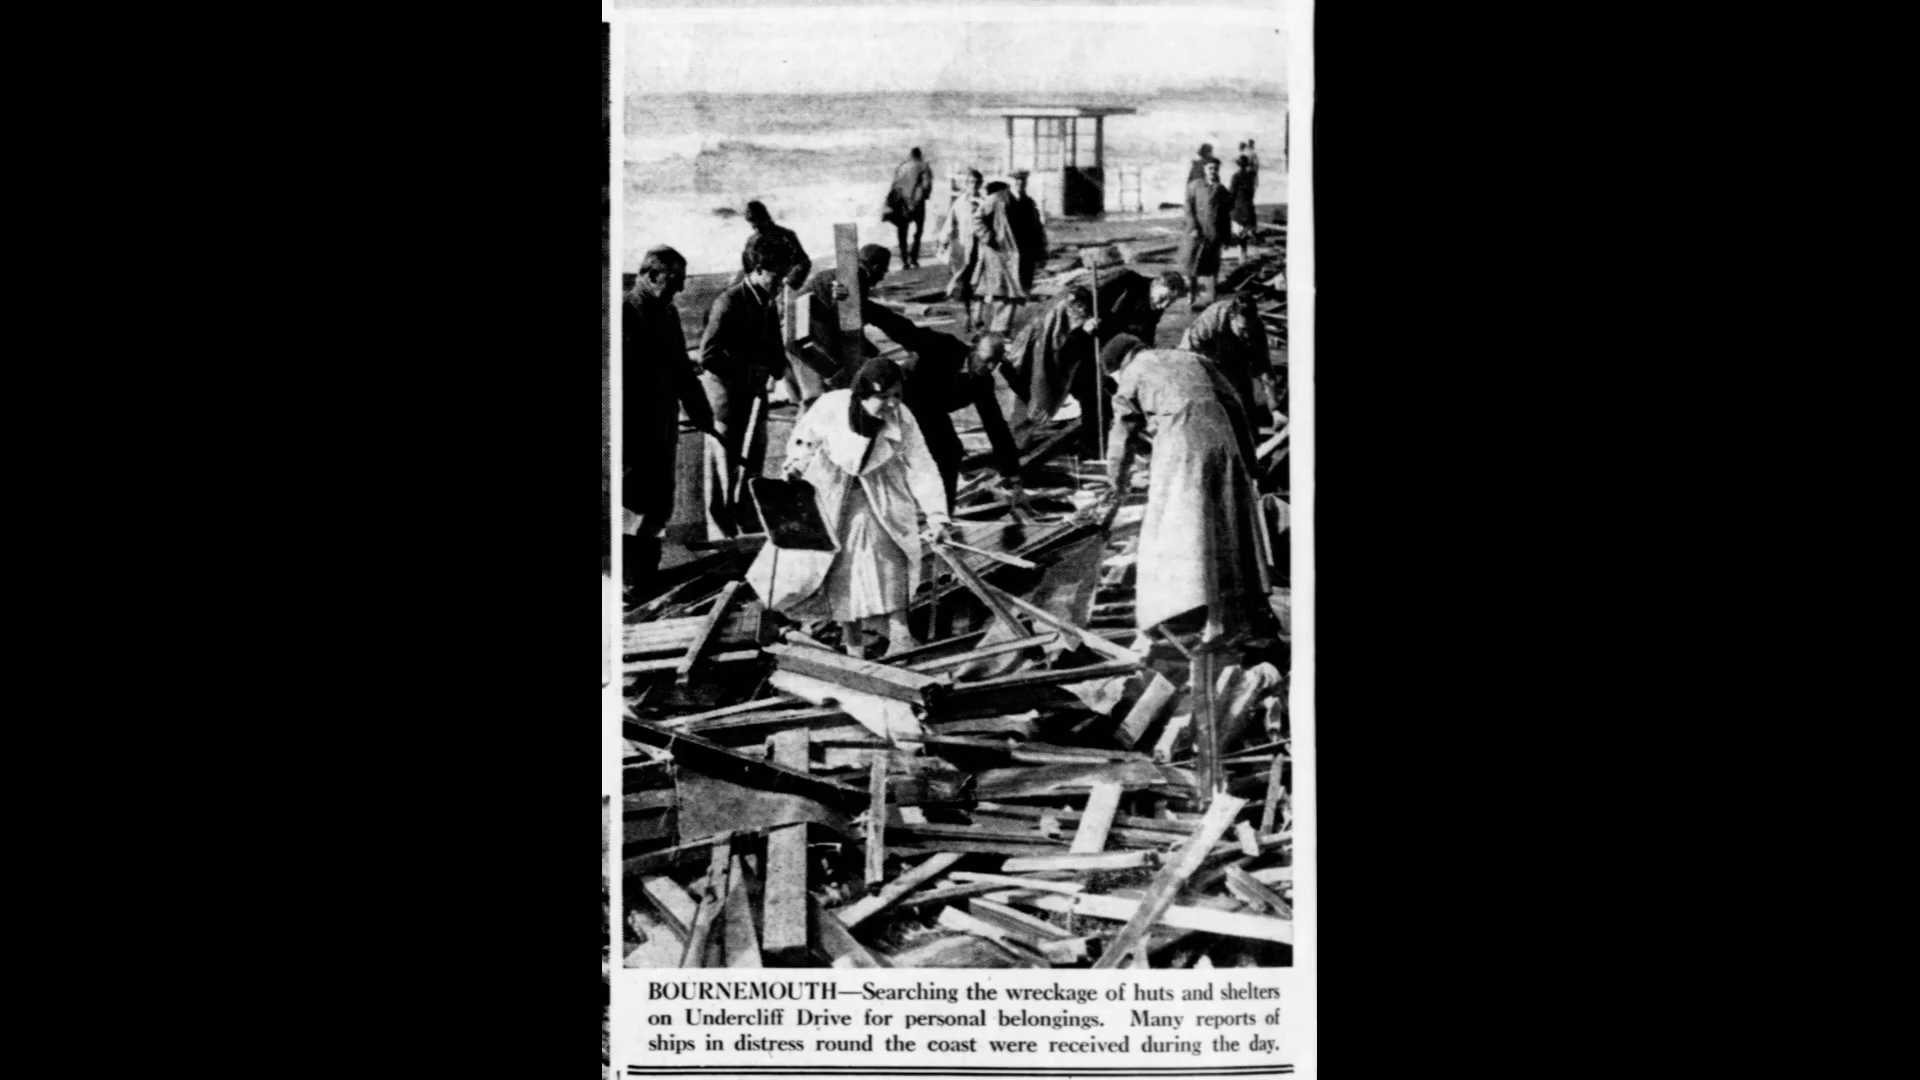 BOURNEMOUTH—Searching the wreckage of huts and shelters
on Undercliff Drive for personal belongings. Many reports of
ships in distress round the coast were received during the day.